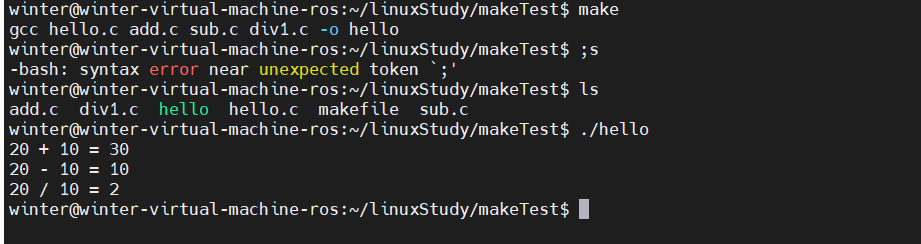 winter@winter-virtual-machine-ros:~/linuxStudy/makeTest$ make
gcc hello.c add.c sub.c div1.c -o hello
winter@winter-virtual-machine-ros:~/linuxStudy/makeTest$ ;s
-bash: syntax error near unexpected token `;'
winter@winter-virtual-machine-ros:~/linuxStudy/makeTest$ ls
add.c  div1.c  hello  hello.c  makefile  sub.c
winter@winter-virtual-machine-ros:~/linuxStudy/makeTest$ ./hello
20 + 10 = 30
20 - 10 = 10
20 / 10 = 2
winter@winter-virtual-machine-ros:~/linuxStudy/makeTest$